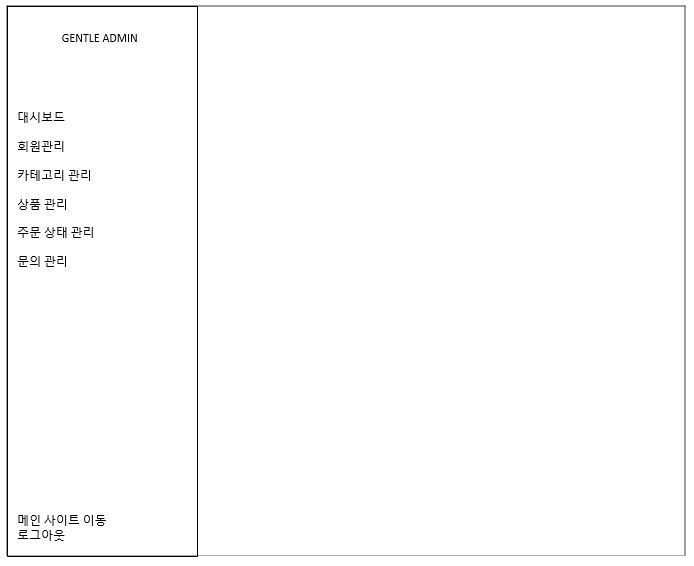 GENTLE ADMIN
대시보드
회원관리
카테고리 관리
상품 관리
주문 상태 관리
문의 관리
메인 사이트 이동
로그아웃